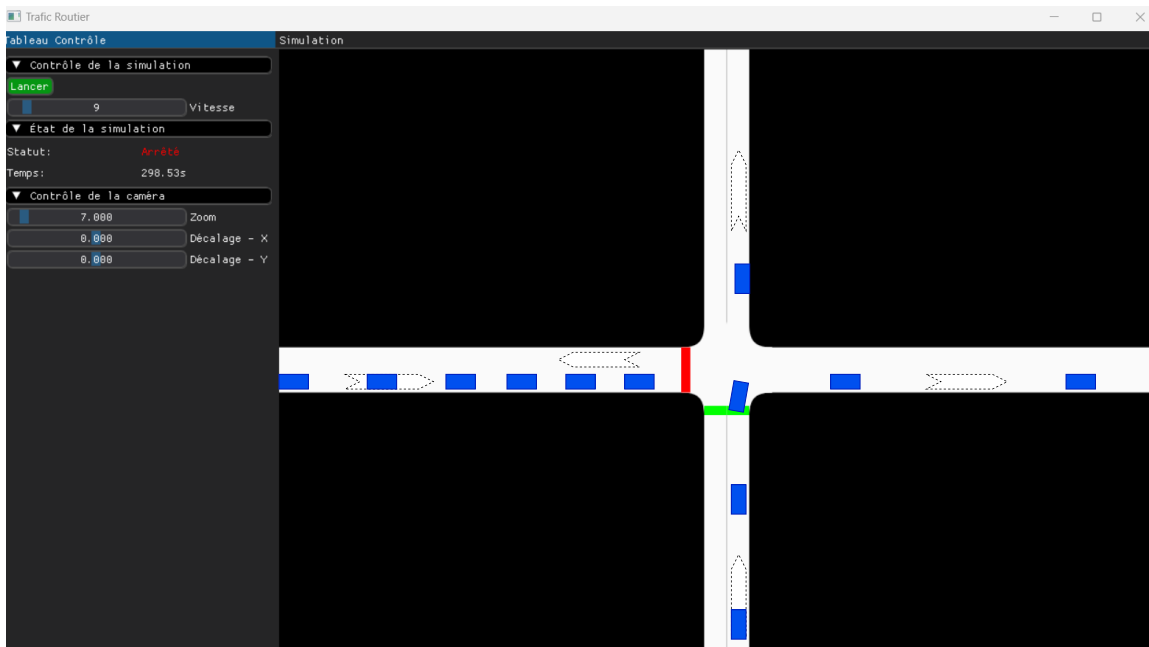 Trafic Routier
Tableau Contrôle
Simulation
Contrôle de la simulation
Lancer
9 Vitesse
État de la simulation
Statut: Arrêté
Temps: 298.53s
Contrôle de la caméra
7.000 Zoom
0.000 Décalage - X
0.000 Décalage - Y